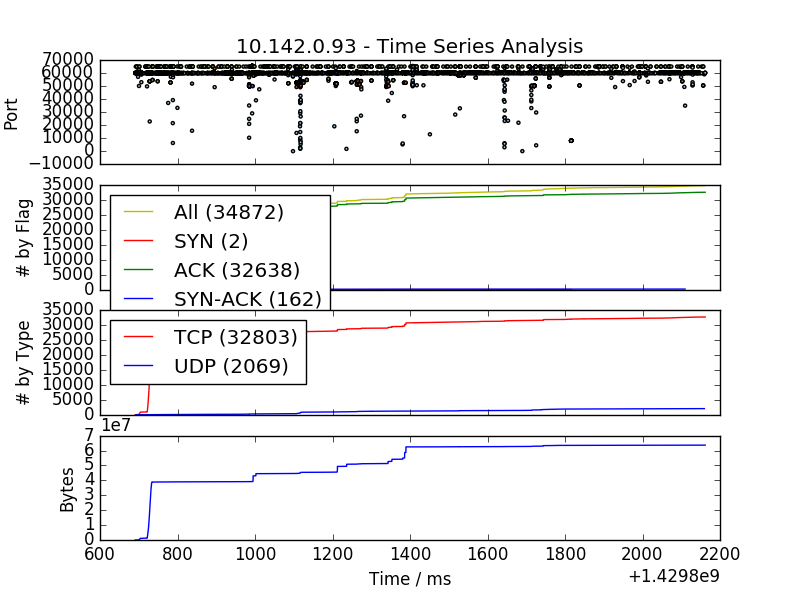 10.142.0.93 - Time Series Analysis
70000
60000
50000
40000
30000
20000
10000
0
−10000
Port
35000
30000
25000
20000
15000
10000
5000
0
# by Flag
All (34872)
SYN (2)
ACK (32638)
SYN-ACK (162)
35000
30000
25000
20000
15000
10000
5000
0
# by Type
TCP (32803)
UDP (2069)
1e7
7
6
5
4
3
2
1
0
Bytes
600 800 1000 1200 1400 1600 1800 2000 2200
Time / ms
+1.4298e9